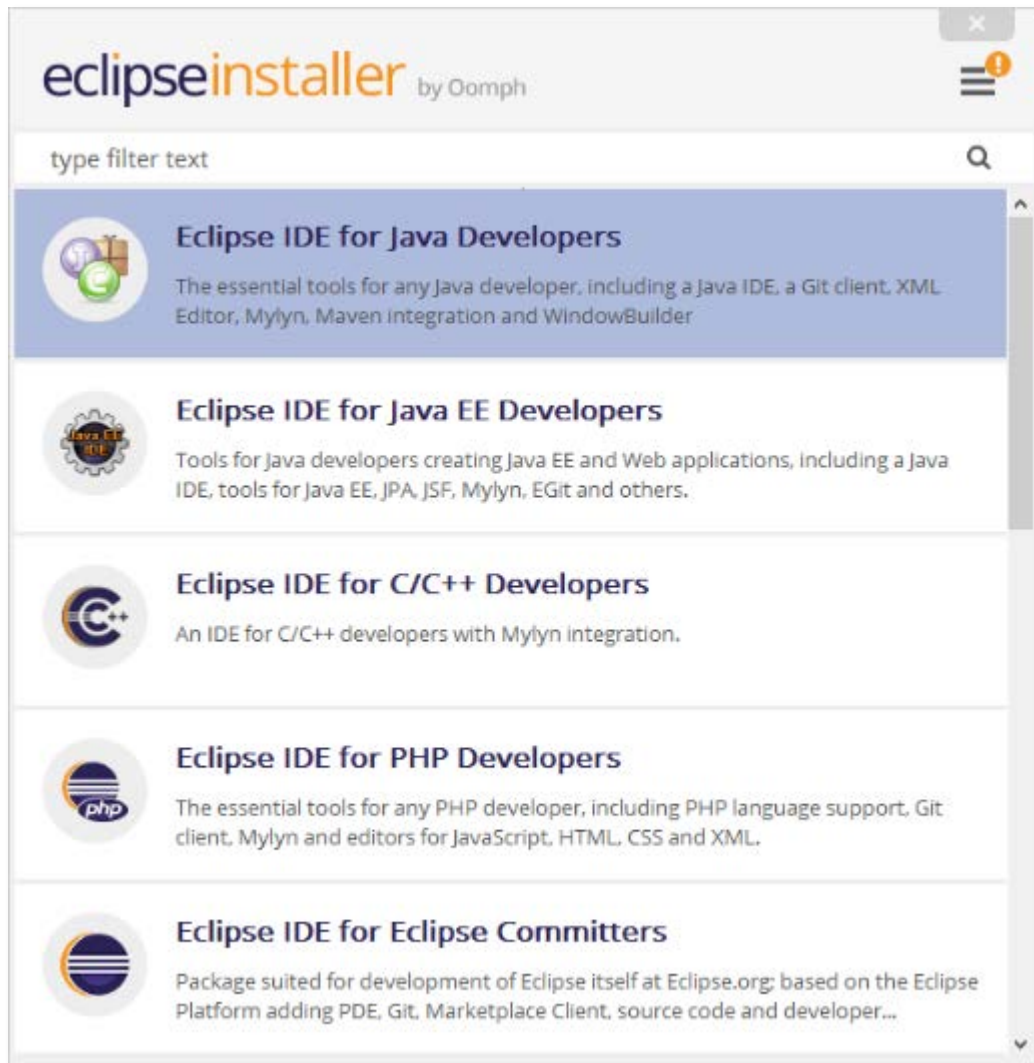 eclipseinstaller by Oomph
type filter text
Eclipse IDE for Java Developers
The essential tools for any Java developer, including a Java IDE, a Git client, XML
Editor, Mylyn, Maven integration and WindowBuilder
Java EE
IDE
Eclipse IDE for Java EE Developers
Tools for Java developers creating Java EE and Web applications, including a Java
IDE, tools for Java EE, JPA, JSF, Mylyn, EGit and others.
C++
Eclipse IDE for C/C++ Developers
An IDE for C/C++ developers with Mylyn integration.
php
Eclipse IDE for PHP Developers
The essential tools for any PHP developer, including PHP language support, Git
client, Mylyn and editors for JavaScript, HTML, CSS and XML.
Eclipse IDE for Eclipse Committers
Package suited for development of Eclipse itself at Eclipse.org; based on the Eclipse
Platform adding PDE, Git, Marketplace Client, source code and developer...